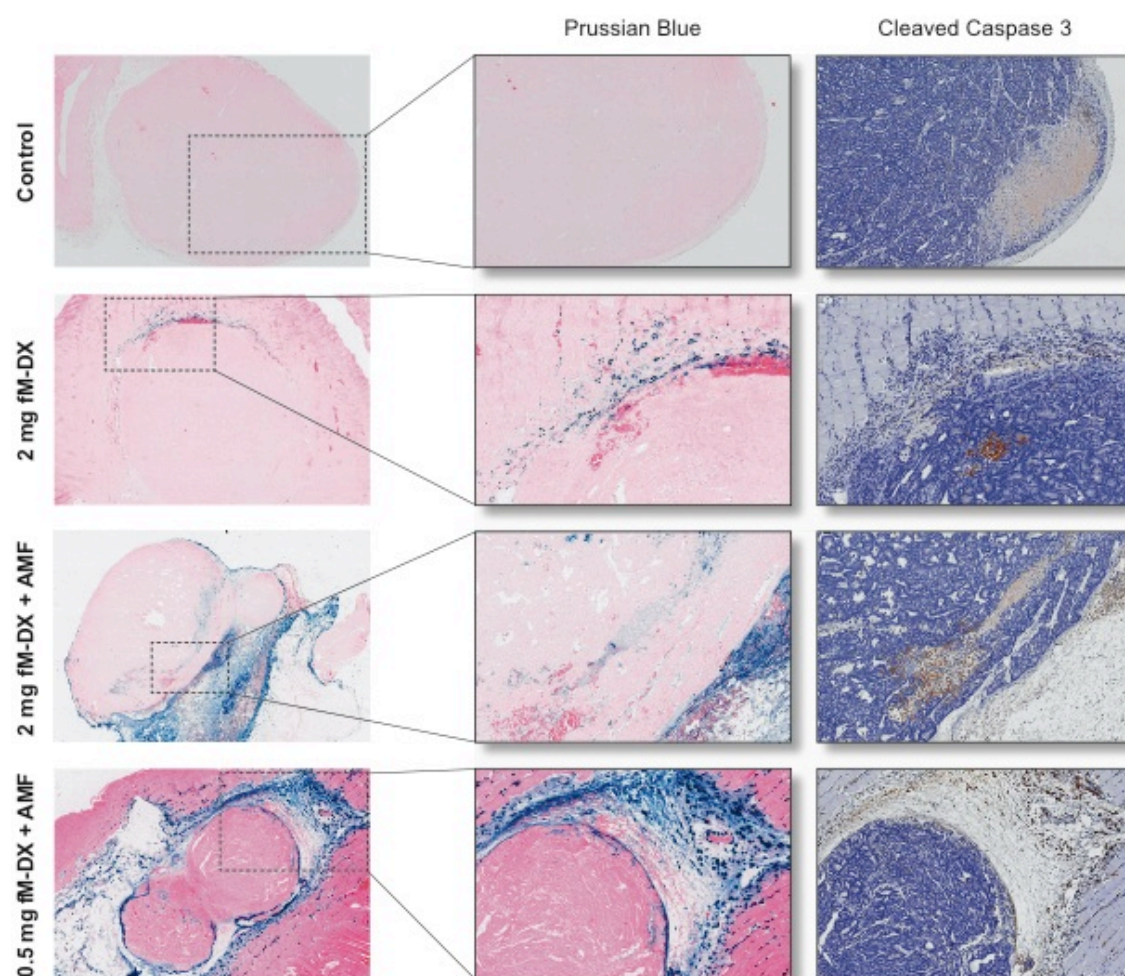 Prussian Blue
Cleaved Caspase 3
Control
2 mg fM-DX
2 mg fM-DX + AMF
0.5 mg fM-DX + AMF